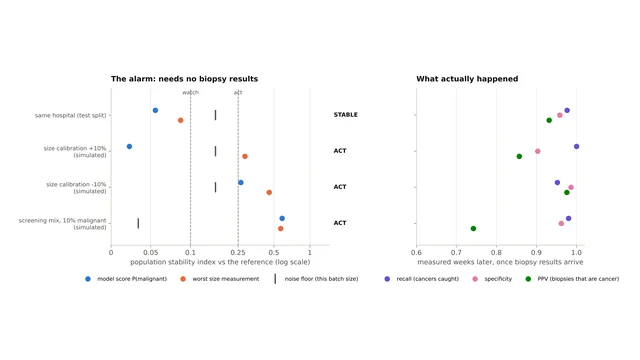 The alarm: needs no biopsy results
What actually happened
watch
act
same hospital (test split)
STABLE
size calibration +10%
(simulated)
ACT
size calibration -10%
(simulated)
ACT
screening mix, 10% malignant
(simulated)
ACT
0 0.05 0.1 0.25 0.5 1
0.6 0.7 0.8 0.9 1.0
population stability index vs the reference (log scale)
measured weeks later, once biopsy results arrive
model score P(malignant) worst size measurement noise floor (this batch size)
recall (cancers caught) specificity PPV (biopsies that are cancer)